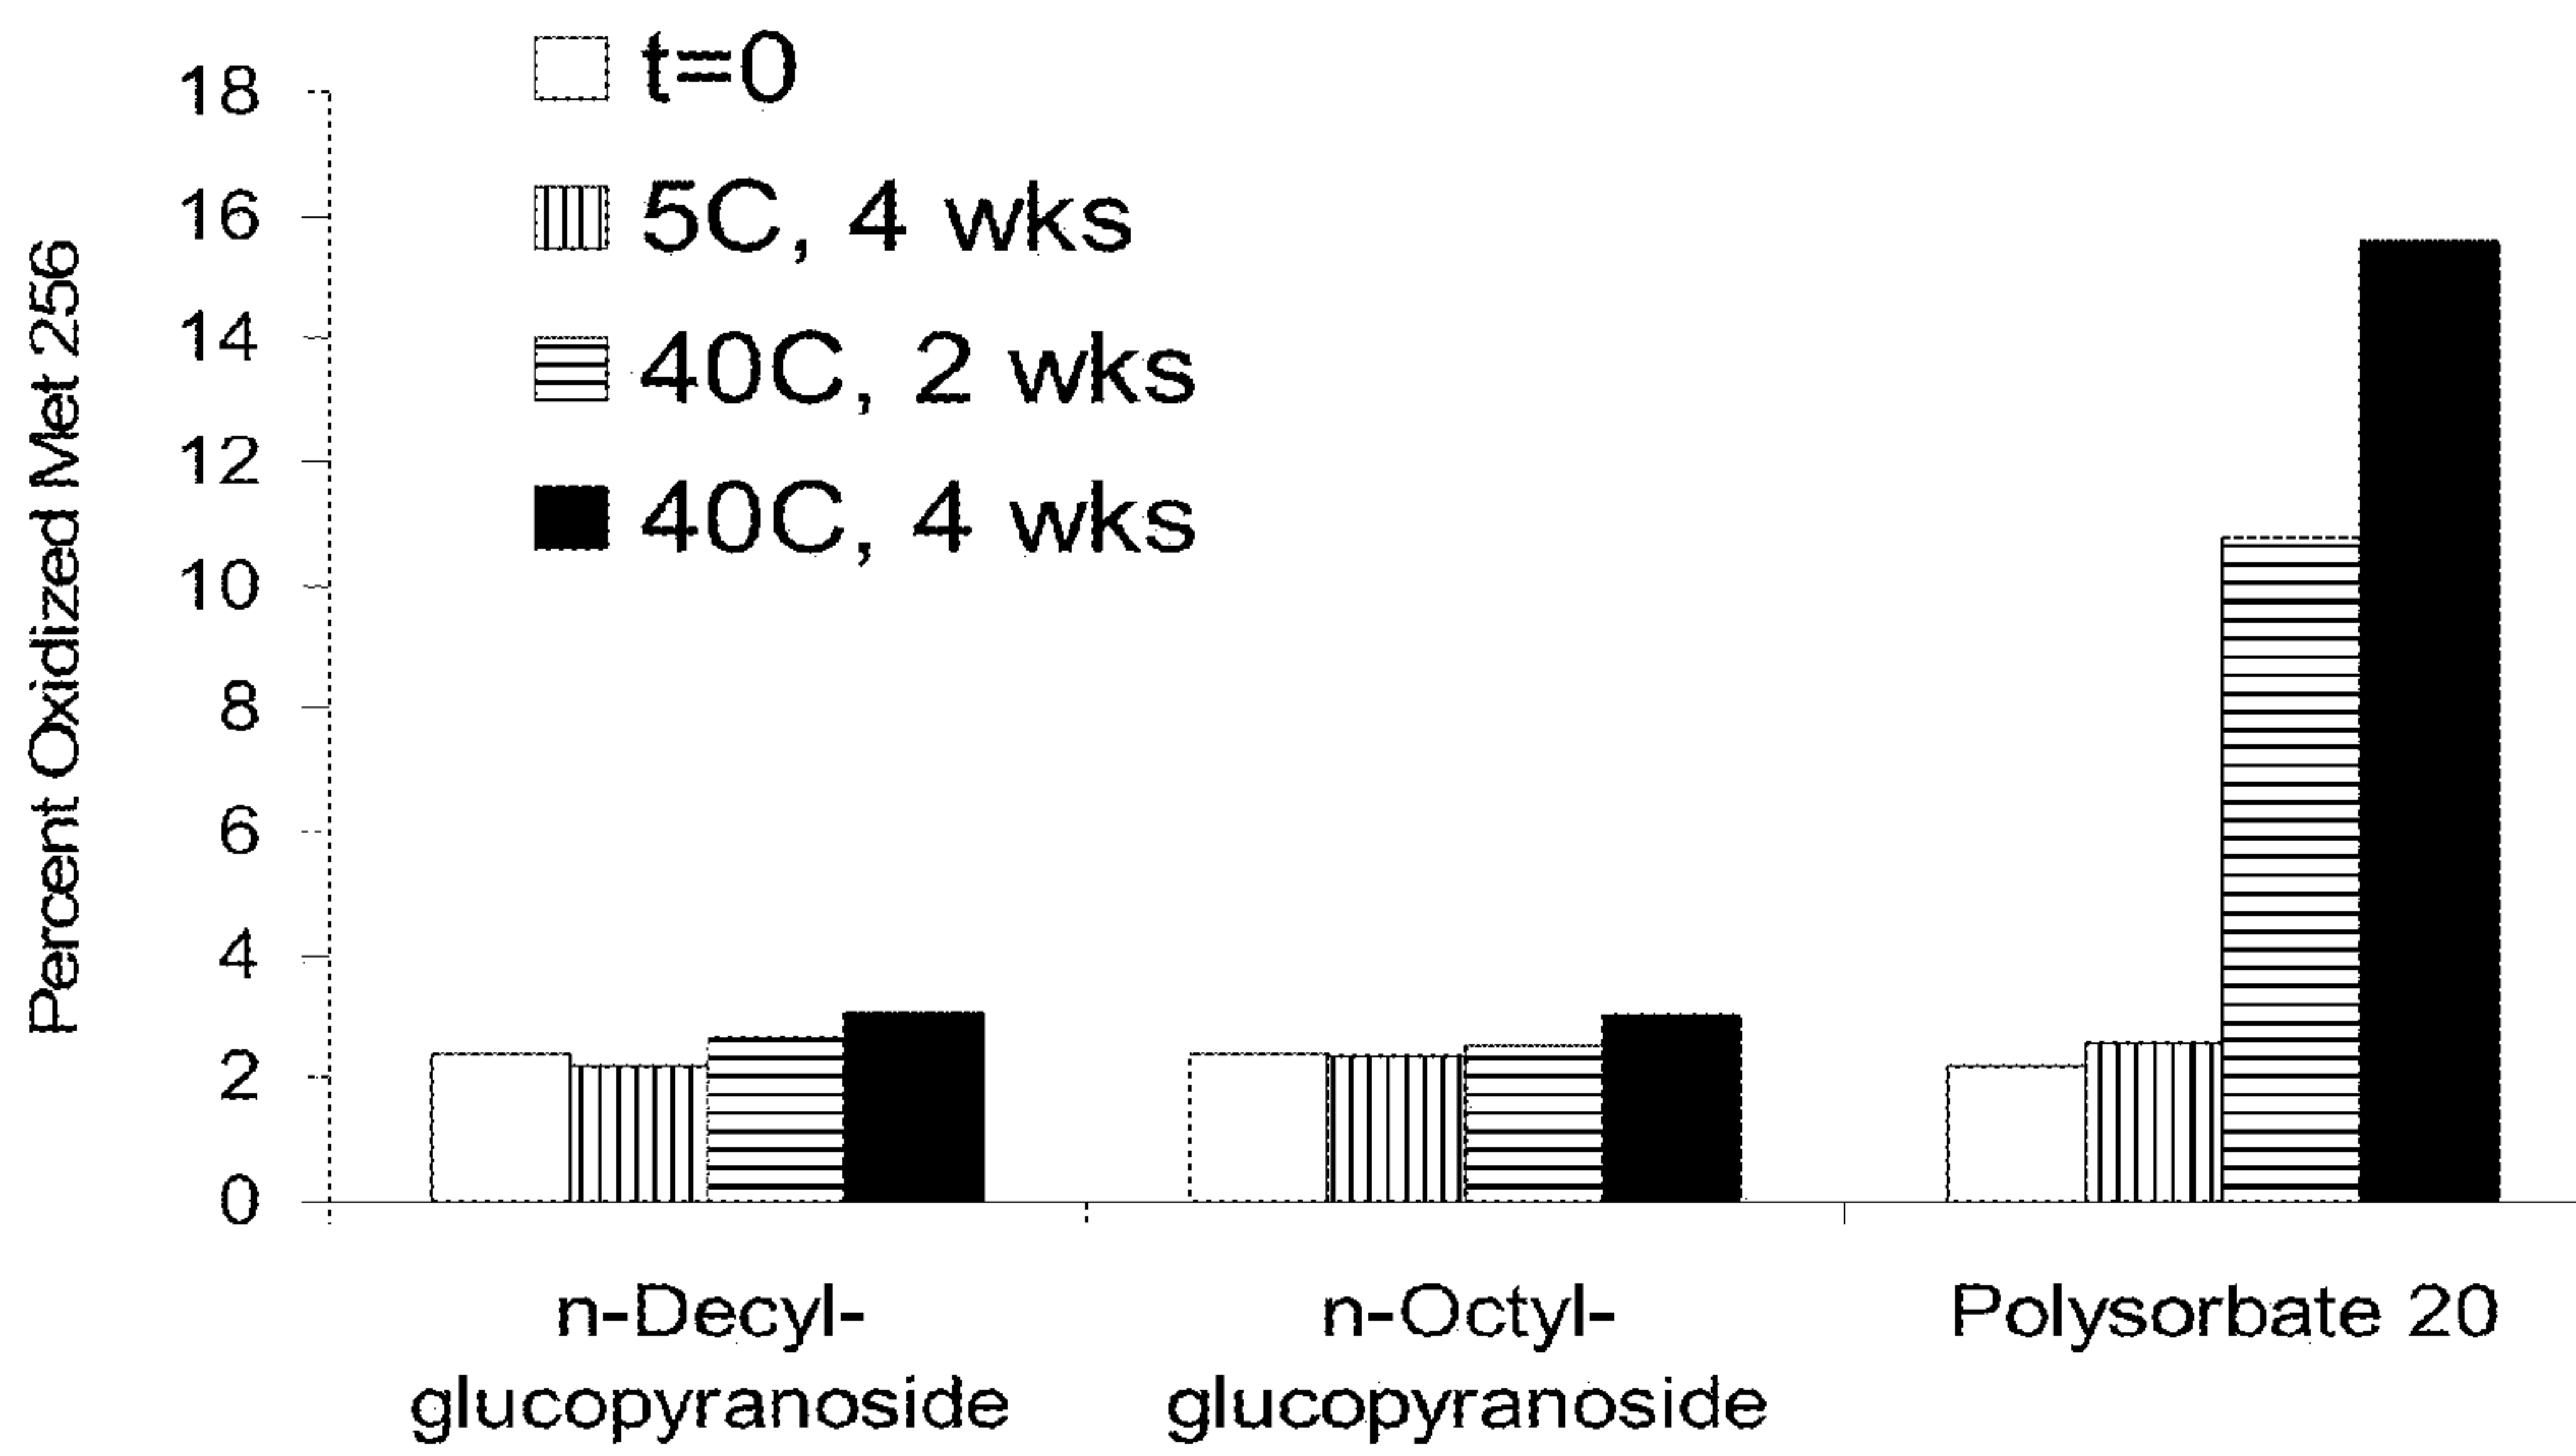 t=0
5C, 4 wks
40C, 2 wks
40C, 4 wks
Percent Oxidized Met 256
18
16
14
12
10
8
6
4
2
0
n-Decyl-
glucopyranoside
n-Octyl-
glucopyranoside
Polysorbate 20